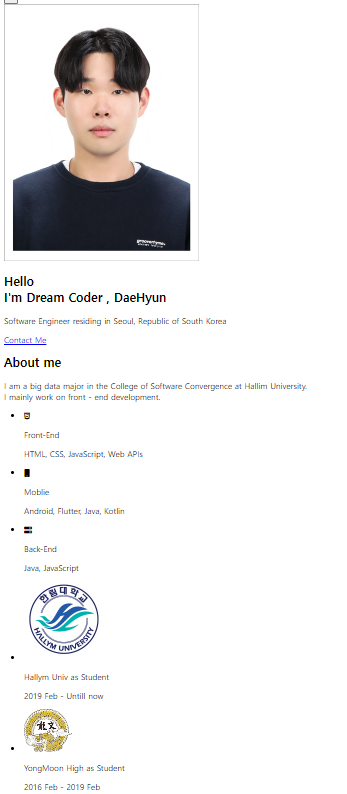 Hello
I'm Dream Coder , DaeHyun
Software Engineer residing in Seoul, Republic of South Korea
Contact Me
About me
I am a big data major in the College of Software Convergence at Hallim University.
I mainly work on front - end development.
Front-End
HTML, CSS, JavaScript, Web APIs
Moblie
Android, Flutter, Java, Kotlin
Back-End
Java, JavaScript
한림대학교
HALLYM UNIVERSITY
Hallym Univ as Student
2019 Feb - Untill now
龍文
YongMoon High as Student
2016 Feb - 2019 Feb